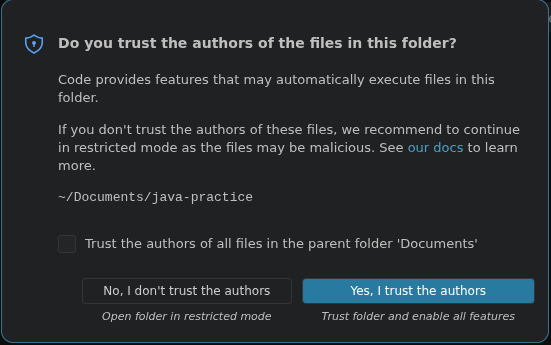 Do you trust the authors of the files in this folder?
Code provides features that may automatically execute files in this
folder.
If you don't trust the authors of these files, we recommend to continue
in restricted mode as the files may be malicious. See our docs to learn
more.
~/Documents/java-practice
Trust the authors of all files in the parent folder 'Documents'
No, I don't trust the authors
Yes, I trust the authors
Open folder in restricted mode
Trust folder and enable all features